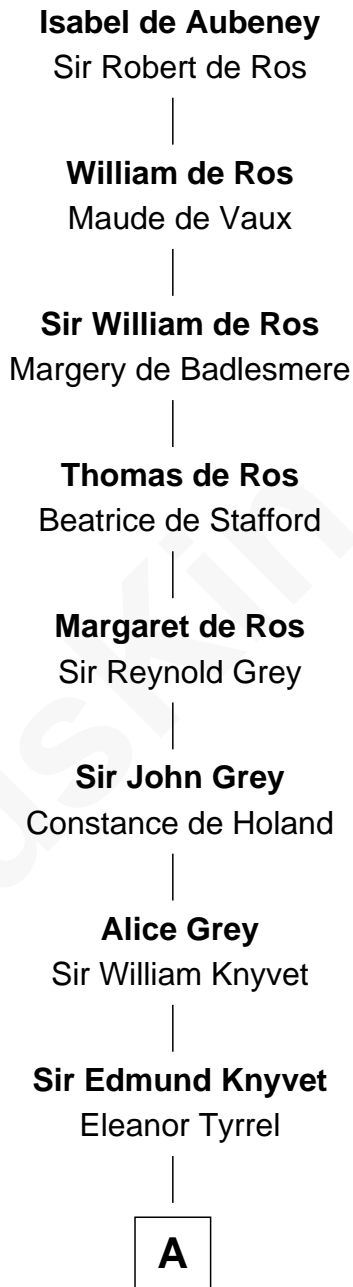 Isabel de Aubeney
Sir Robert de Ros
William de Ros
Maude de Vaux
Sir William de Ros
Margery de Badlesmere
Thomas de Ros
Beatrice de Stafford
Margaret de Ros
Sir Reynold Grey
Sir John Grey
Constance de Holand
Alice Grey
Sir William Knyvet
Sir Edmund Knyvet
Eleanor Tyrrel
A